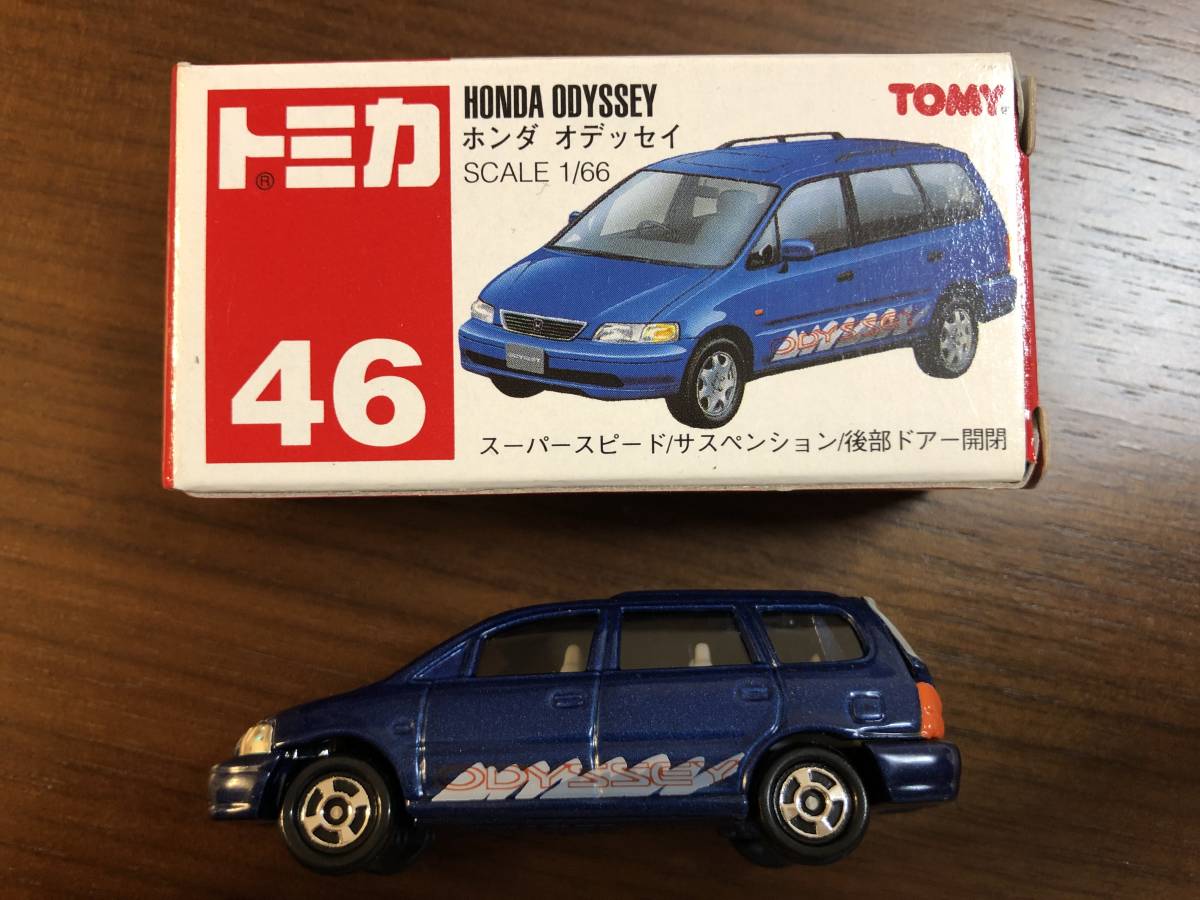 トミカ
®
46
HONDA ODYSSEY
ホンダ オデッセイ
SCALE 1/66
TOMY
ODYSSEY
ODYSSEY
スーパースピード/サスペンション/後部ドアー開閉
ODYSSEY